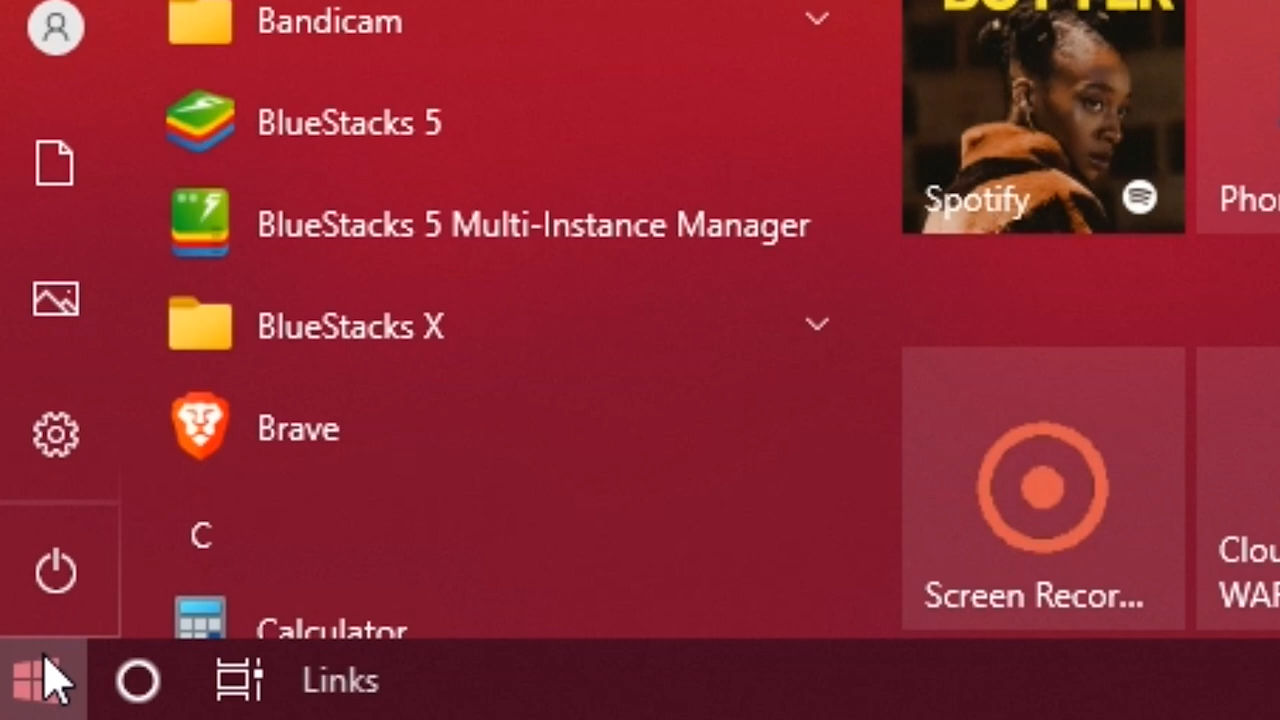 Bandicam
BlueStacks 5
BlueStacks 5 Multi-Instance Manager
BlueStacks X
Brave
C
Calculator
Spotify
Screen Recor...
Links